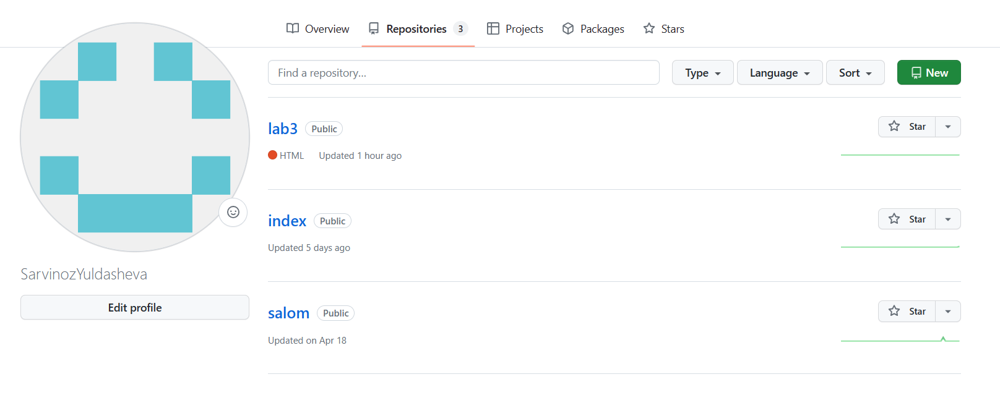 Overview Repositories 3 Projects Packages Stars
Find a repository... Type Language Sort New
lab3 Public Star
HTML Updated 1 hour ago
index Public Star
Updated 5 days ago
SarvinozYuldasheva
Edit profile
salom Public Star
Updated on Apr 18